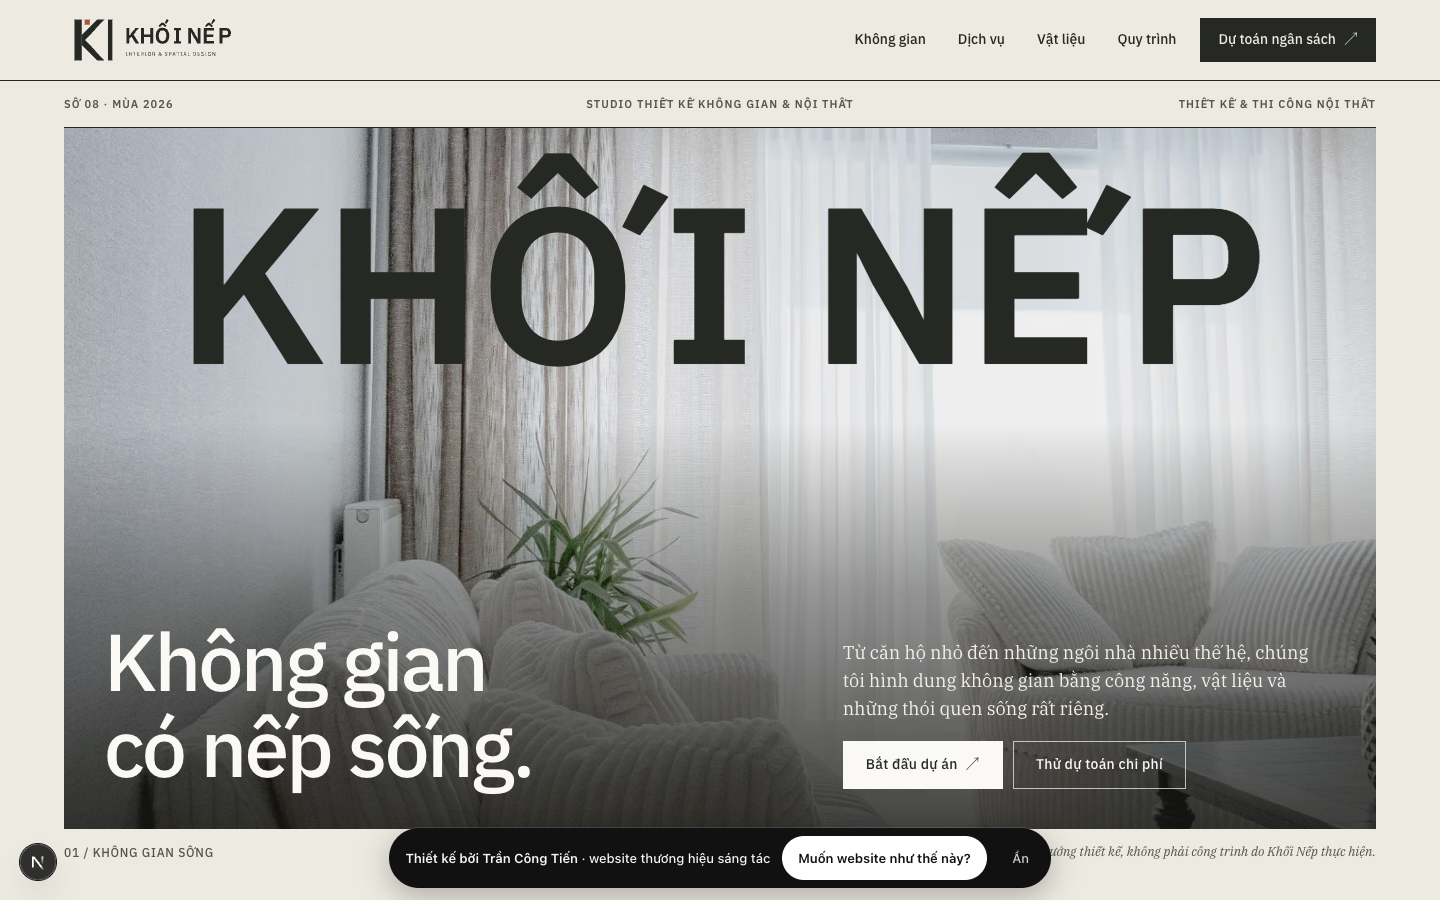 KHỐI NẾP
INTERIOR & SPATIAL DESIGN
Không gian
Dịch vụ
Vật liệu
Quy trình
Dự toán ngân sách ↗
SỐ 08 · MÙA 2026
STUDIO THIẾT KẾ KHÔNG GIAN & NỘI THẤT
THIẾT KẾ & THI CÔNG NỘI THẤT
KHỐI NẾP
Không gian
có nếp sống.
Từ căn hộ nhỏ đến những ngôi nhà nhiều thế hệ, chúng
tôi hình dung không gian bằng công năng, vật liệu và
những thói quen sống rất riêng.
Bắt đầu dự án ↗
Thử dự toán chi phí
01 / KHÔNG GIAN SỐNG
Thiết kế bởi Trần Công Tiến · website thương hiệu sáng tác
Muốn website như thế này?
Ẩn
thiết kế, không phải công trình do Khối Nếp thực hiện.